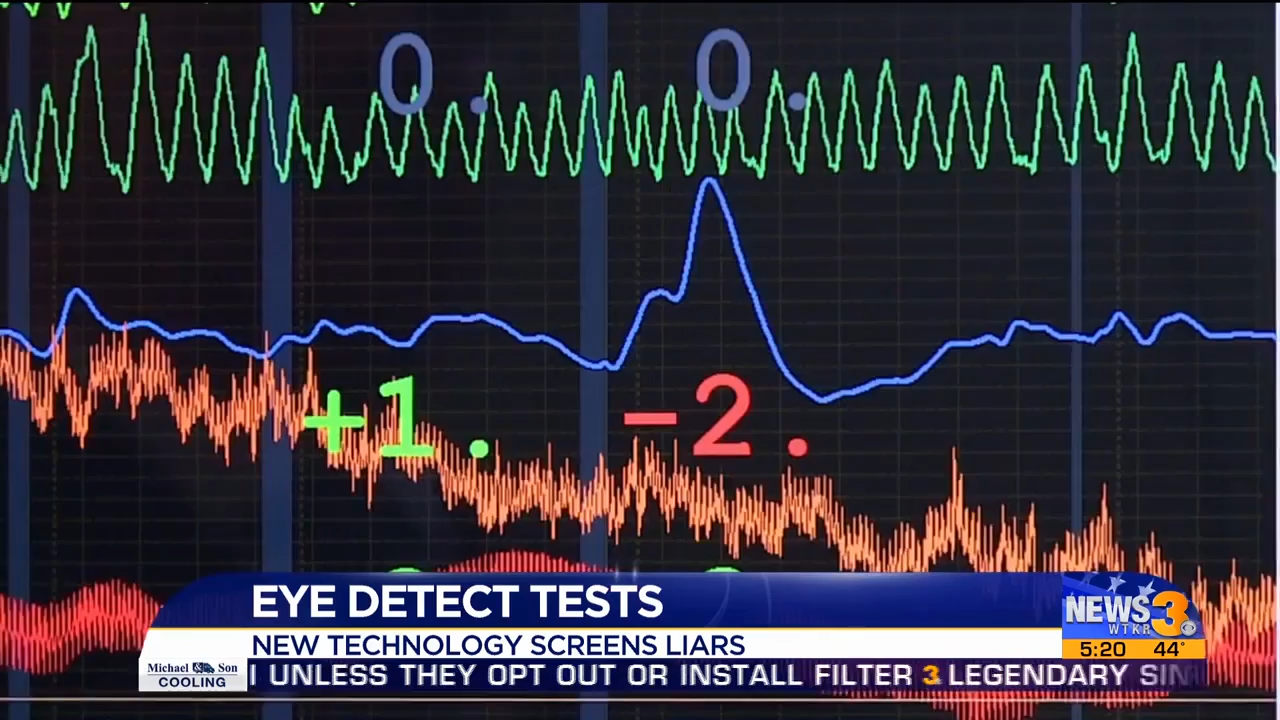 0. 0.
+1. -2.
EYE DETECT TESTS
NEW TECHNOLOGY SCREENS LIARS
NEWS 3
WTKR
5:20 44°
Michael & Son
COOLING
UNLESS THEY OPT OUT OR INSTALL FILTER 3 LEGENDARY